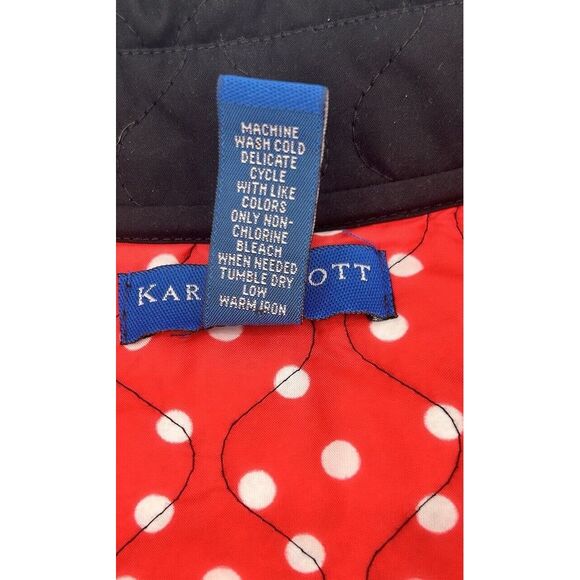 MACHINE
WASH COLD
DELICATE
CYCLE
WITH LIKE
COLORS
ONLY NON-
CHLORINE
BLEACH
WHEN NEEDED
TUMBLE DRY
LOW
WARM IRON
KAR OTT